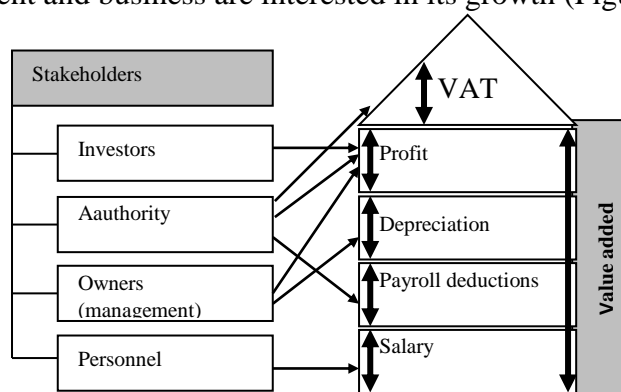 ent and business are interested in its growth (Figu
Stakeholders
Investors
Aauthority
Owners
(management)
Personnel
VAT
Profit
Depreciation
Payroll deductions
Salary
Value added